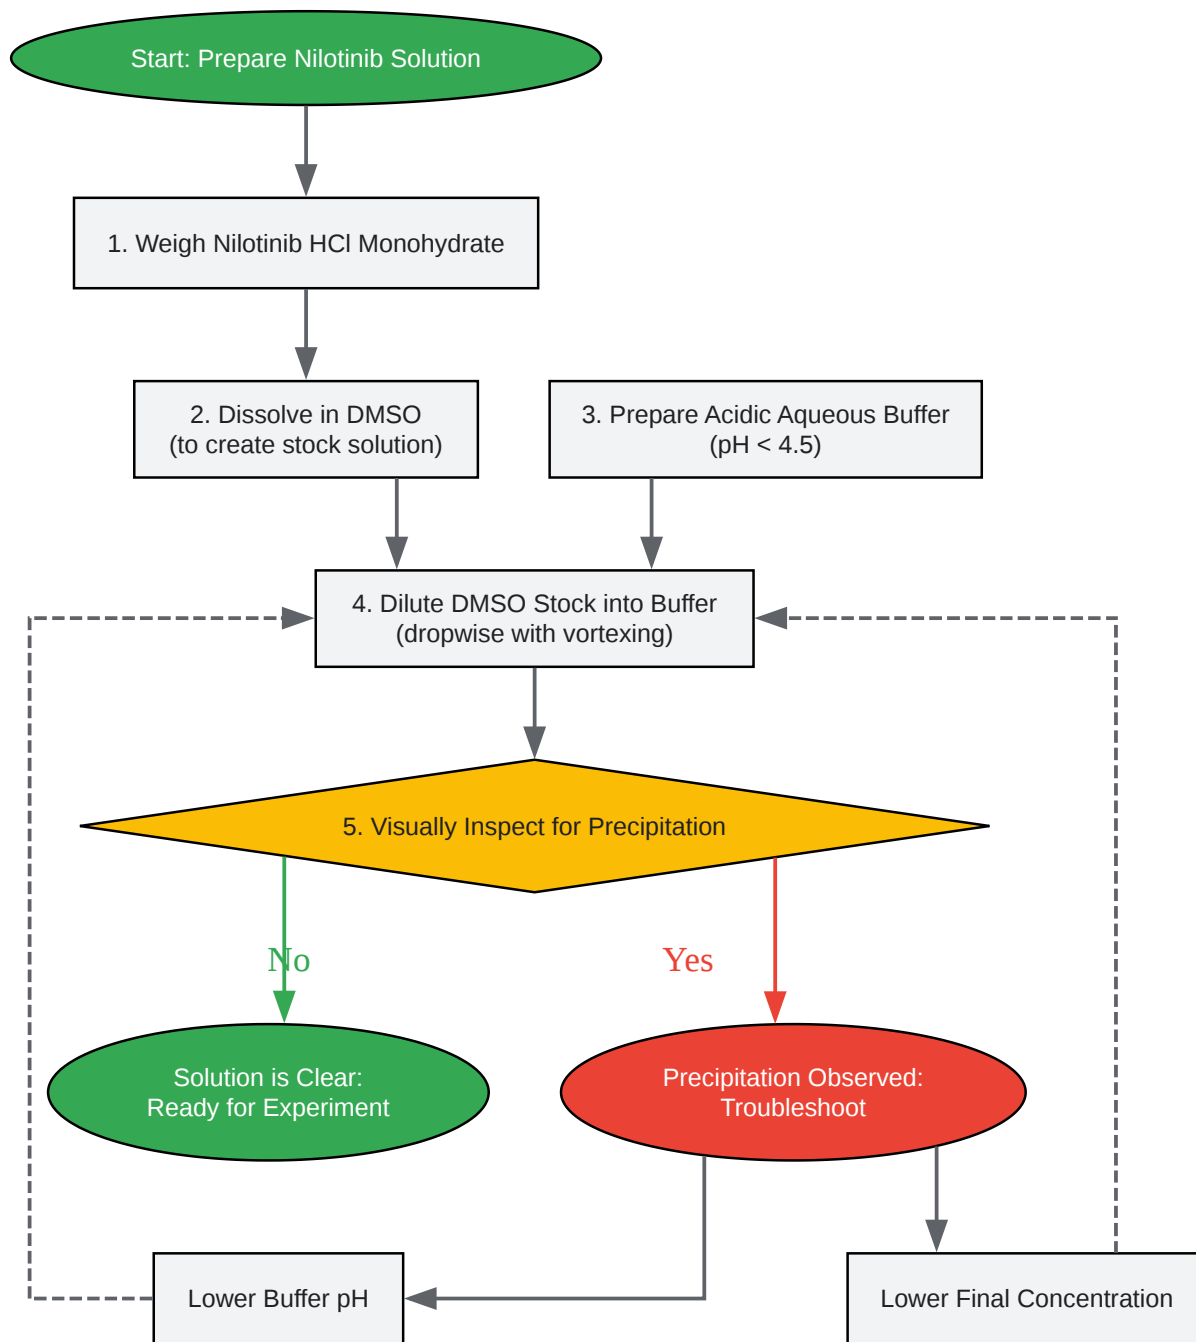 Start: Prepare Nilotinib Solution
1. Weigh Nilotinib HCl Monohydrate
2. Dissolve in DMSO
(to create stock solution)
3. Prepare Acidic Aqueous Buffer
(pH < 4.5)
4. Dilute DMSO Stock into Buffer
(dropwise with vortexing)
5. Visually Inspect for Precipitation
No
Yes
Solution is Clear:
Ready for Experiment
Precipitation Observed:
Troubleshoot
Lower Buffer pH
Lower Final Concentration